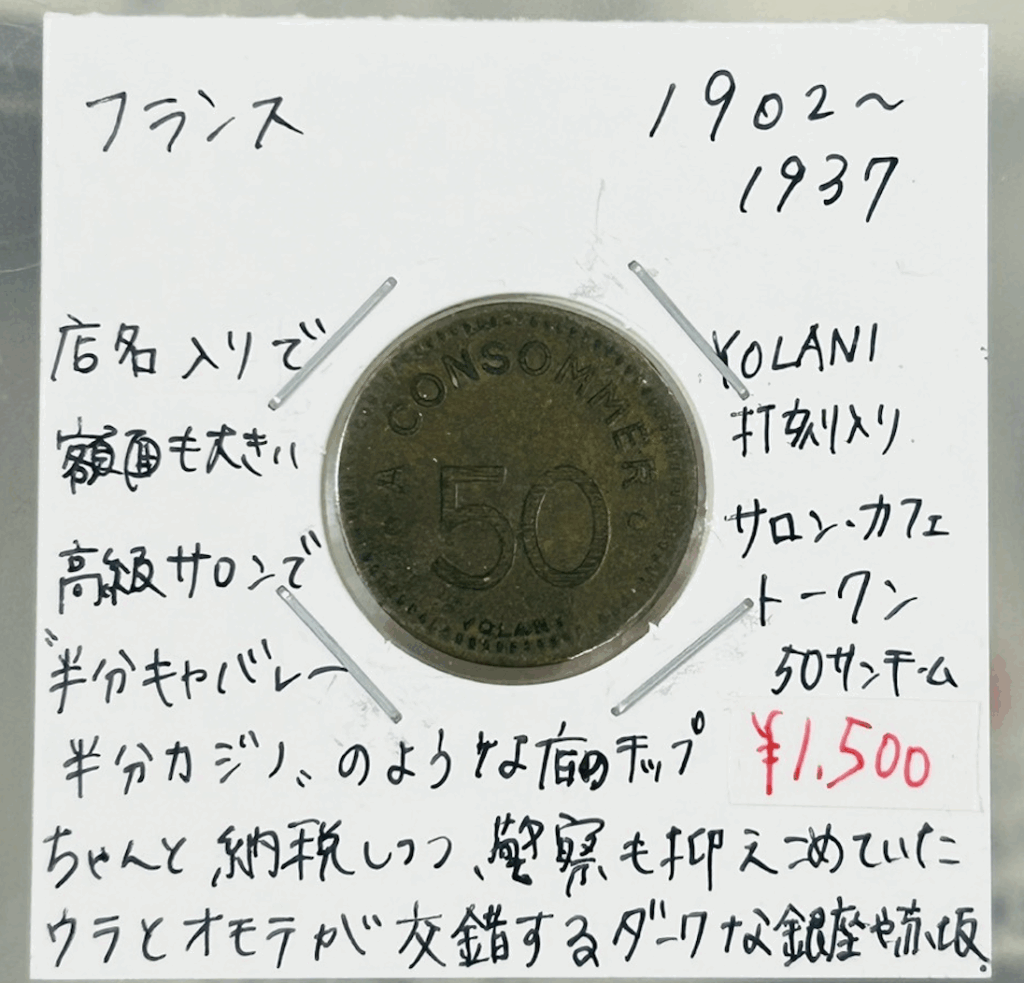 フランス
1902〜
1937
店名入りで
額面も大きい
高級サロンで
"半分キャバレー
半分カジノ〟のような店のチップ
ちゃんと納税しつつ、警察も抑えこめていた
ウラとオモテが交錯するダークな銀座や赤坂.
YOLANI
打刻入り
サロン・カフェ
トークン
50サンチーム
¥1.500
A CONSOMMER
50
YOLANI